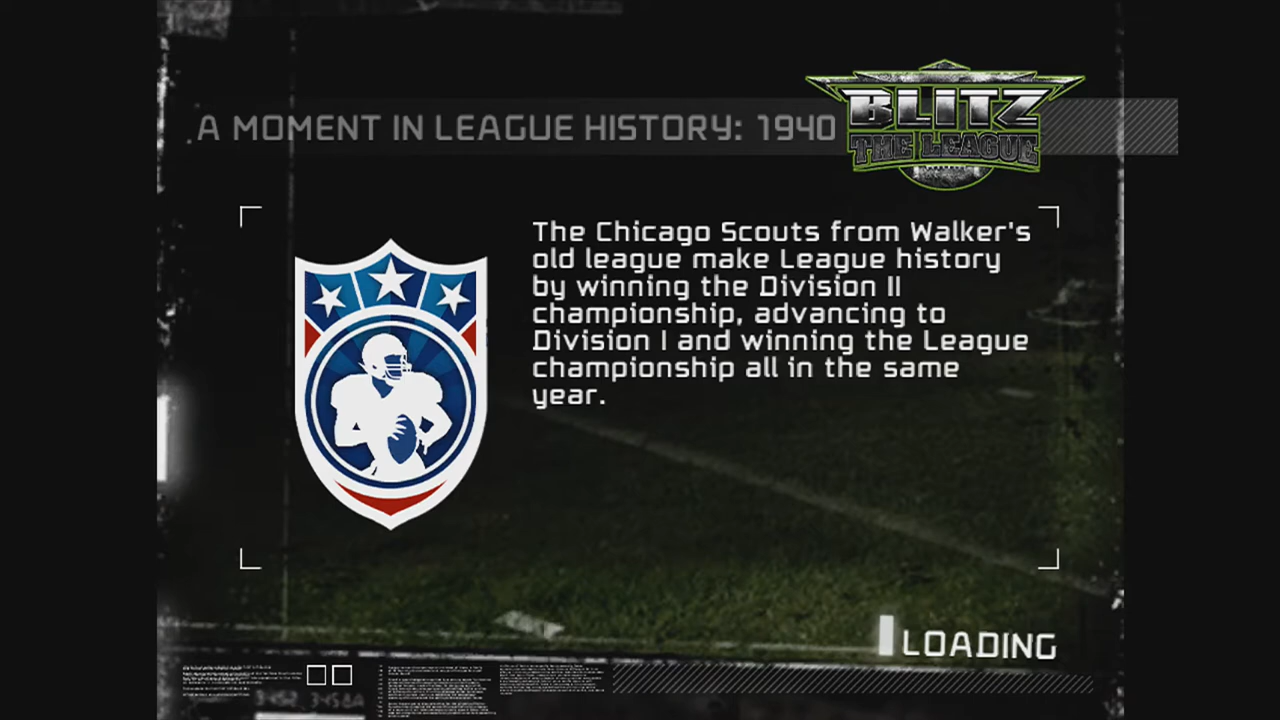 A MOMENT IN LEAGUE HISTORY: 1940
BLITZ
THE LEAGUE
The Chicago Scouts from Walker's
old league make League history
by winning the Division II
championship, advancing to
Division I and winning the League
championship all in the same
year.
LOADING